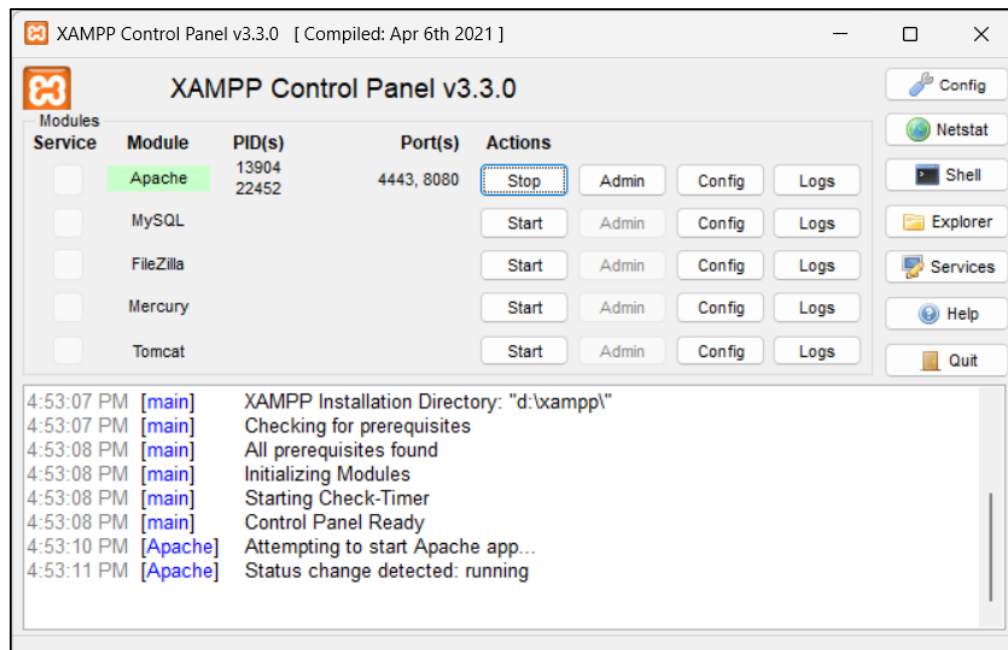 XAMPP Control Panel v3.3.0 [ Compiled: Apr 6th 2021 ]
XAMPP Control Panel v3.3.0
Config
Modules
Netstat
Service Module PID(s) Port(s) Actions
Apache 13904 22452 4443, 8080 Stop Admin Config Logs
Shell
MySQL Start Admin Config Logs
Explorer
FileZilla Start Admin Config Logs
Services
Mercury Start Admin Config Logs
Help
Tomcat Start Admin Config Logs
Quit
4:53:07 PM [main] XAMPP Installation Directory: "d:\xampp\"
4:53:07 PM [main] Checking for prerequisites
4:53:08 PM [main] All prerequisites found
4:53:08 PM [main] Initializing Modules
4:53:08 PM [main] Starting Check-Timer
4:53:08 PM [main] Control Panel Ready
4:53:10 PM [Apache] Attempting to start Apache app...
4:53:11 PM [Apache] Status change detected: running